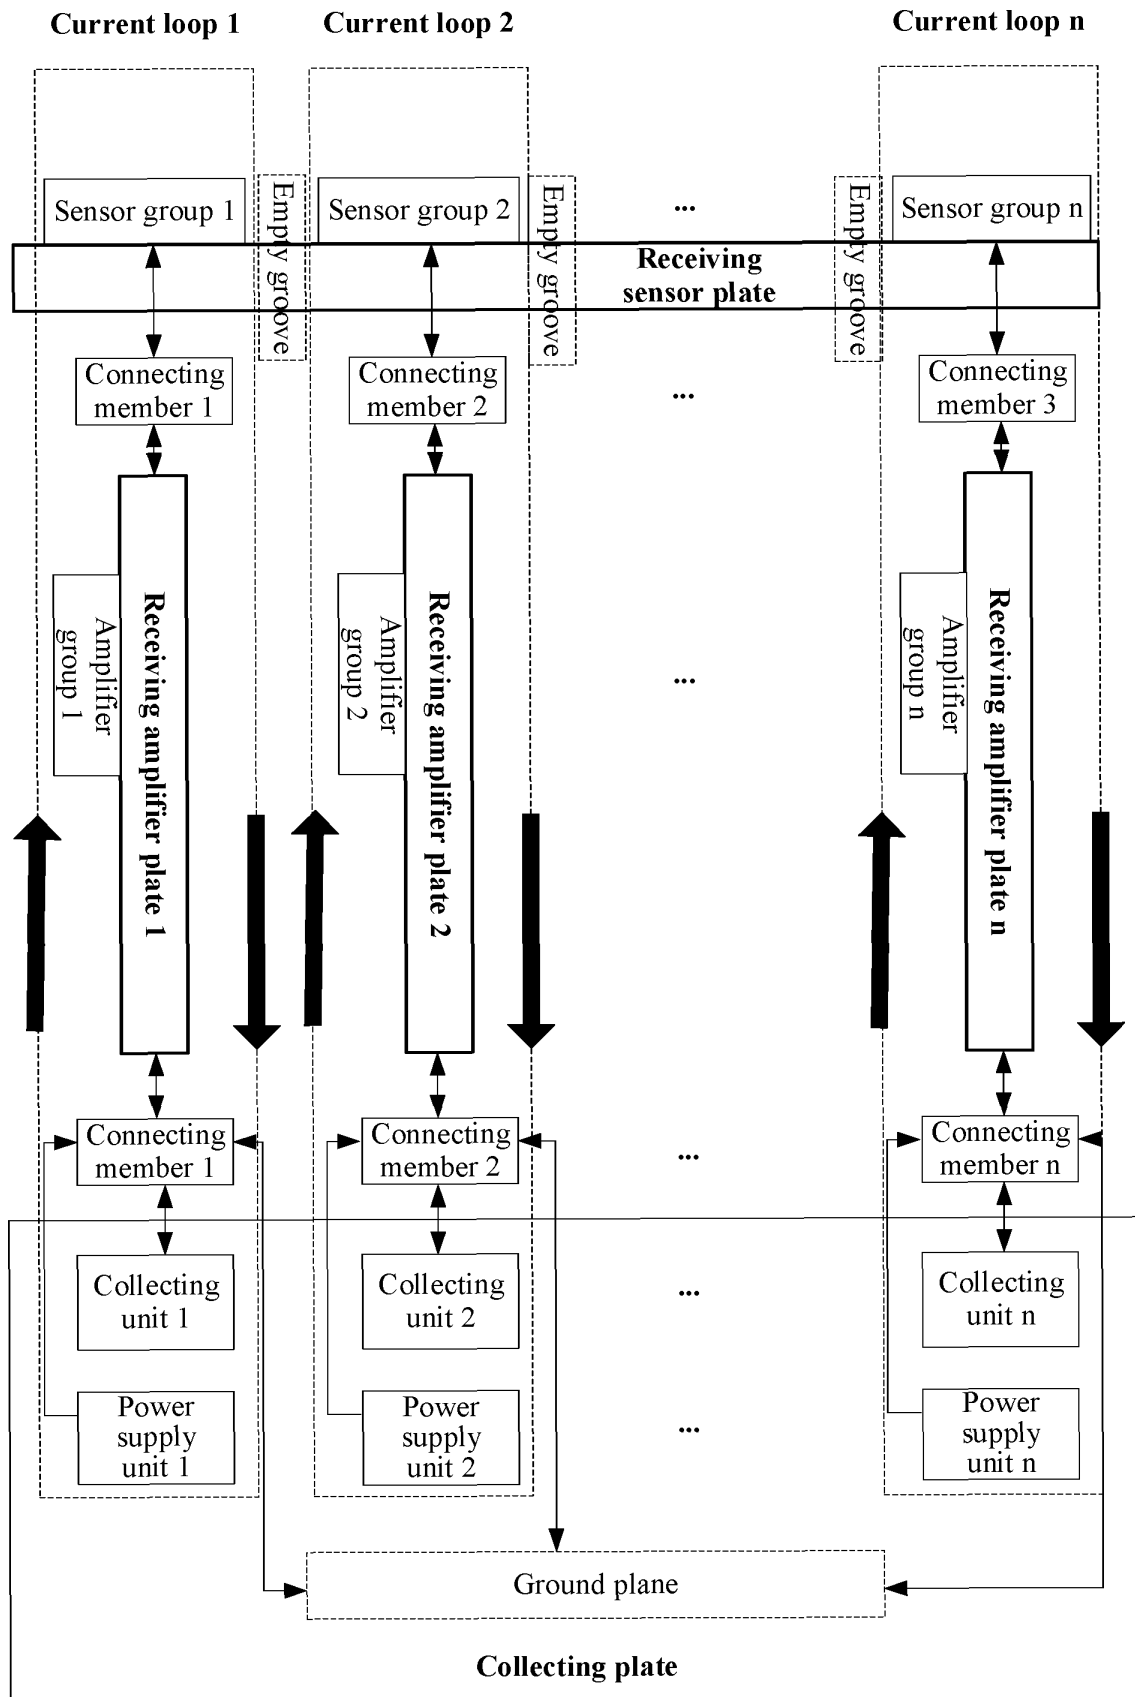 Current loop 1
Current loop 2
Current loop n
Sensor group 1
Empty groove
Sensor group 2
Empty groove
...
Empty groove
Sensor group n
Receiving
sensor plate
Connecting
member 1
Connecting
member 2
...
Connecting
member 3
Amplifier
group 1
Receiving amplifier plate 1
Amplifier
group 2
Receiving amplifier plate 2
...
Amplifier
group n
Receiving amplifier plate n
Connecting
member 1
Connecting
member 2
...
Connecting
member n
Collecting
unit 1
Collecting
unit 2
...
Collecting
unit n
Power
supply
unit 1
Power
supply
unit 2
...
Power
supply
unit n
Ground plane
Collecting plate